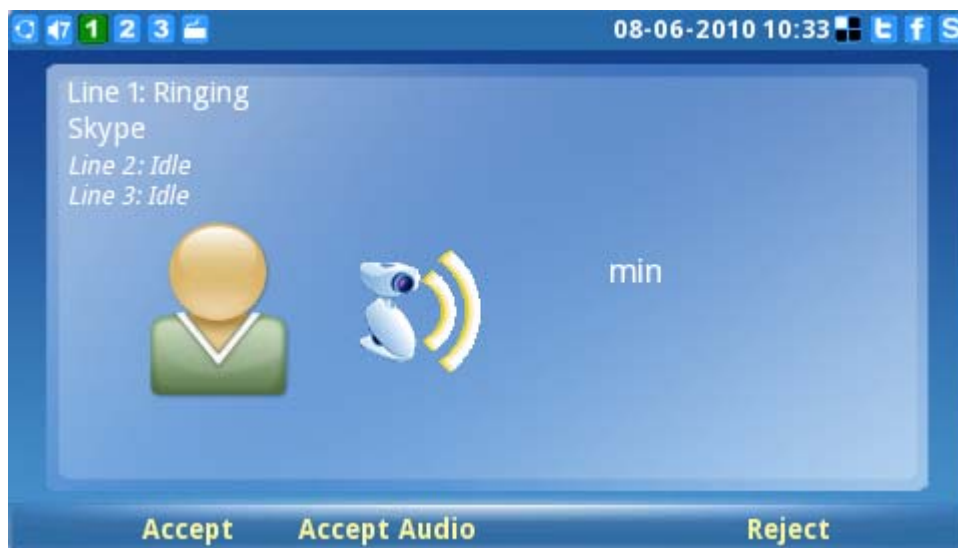 7 1 2 3 08-06-2010 10:33 t f S
Line 1: Ringing
Skype
Line 2: Idle
Line 3: Idle
min
Accept Accept Audio Reject